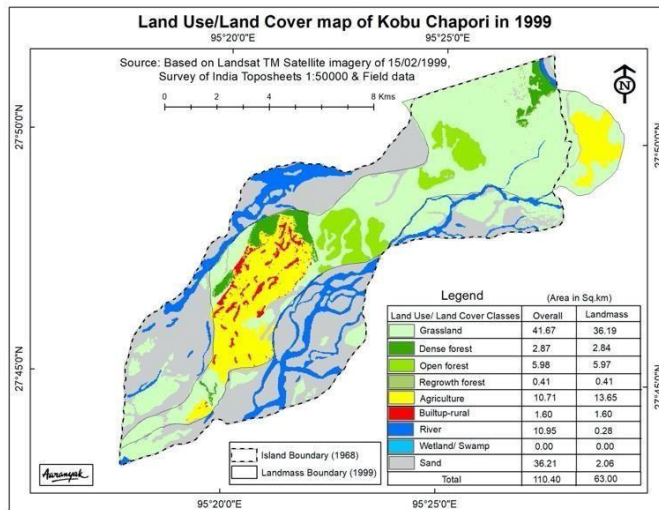 Land Use/Land Cover map of Kobu Chapori in 1999
95°20'0"E 95°25'0"E
Source: Based on Landsat TM Satellite imagery of 15/02/1999,
Survey of India Toposheets 1:50000 & Field data
0 2 4 8 Kms
N
27°50'0"N 27°50'0"N
27°45'0"N 27°45'0"N
Legend (Area in Sq.km)
Land Use/ Land Cover Classes Overall Landmass
Grassland 41.67 36.19
Dense forest 2.87 2.84
Open forest 5.98 5.97
Regrowth forest 0.41 0.41
Agriculture 10.71 13.65
Builtup-rural 1.60 1.60
River 10.95 0.28
Wetland/ Swamp 0.00 0.00
Sand 36.21 2.06
Total 110.40 63.00
Island Boundary (1968)
Landmass Boundary (1999)
Aaranyak
95°20'0"E 95°25'0"E